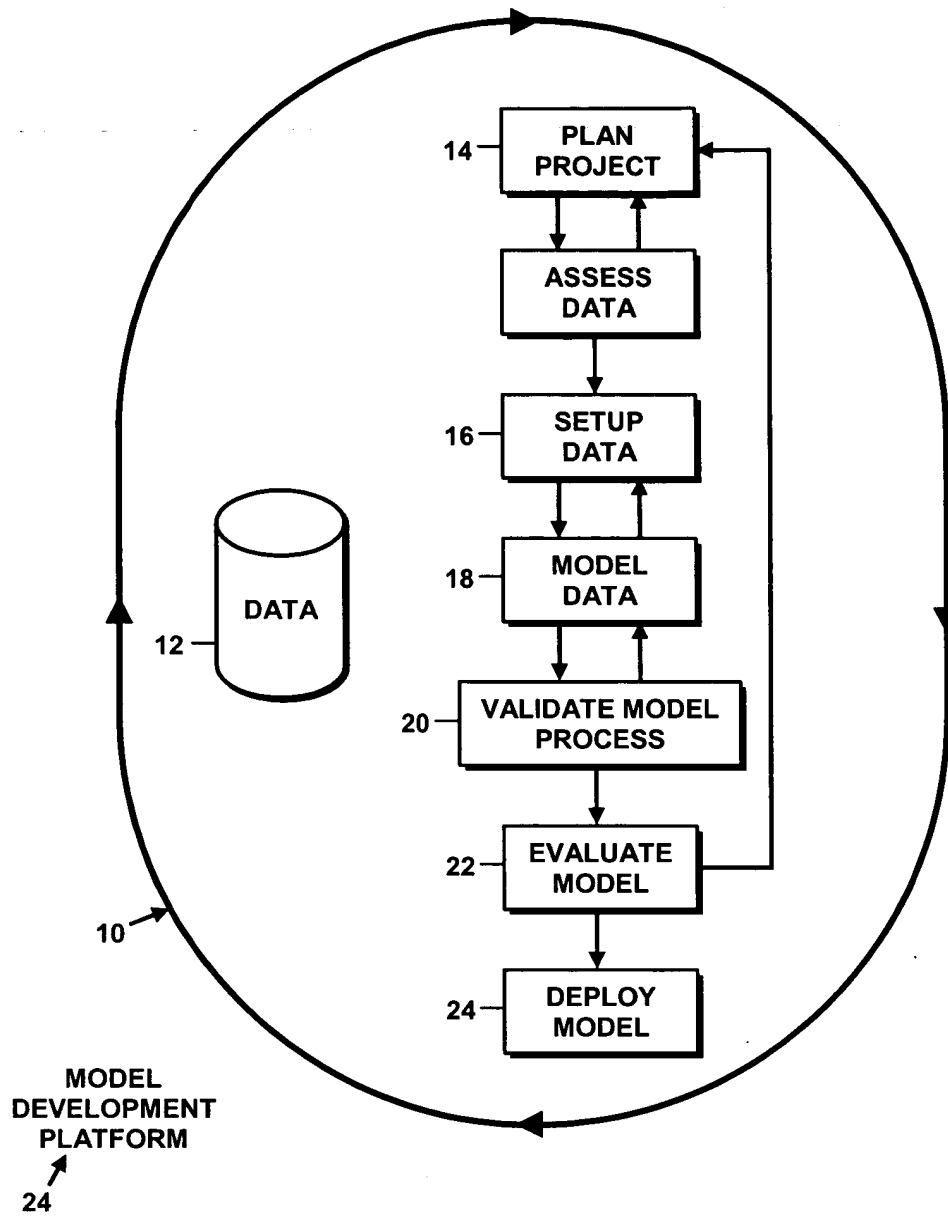 14
PLAN
PROJECT
ASSESS
DATA
16
SETUP
DATA
18
MODEL
DATA
12
DATA
20
VALIDATE MODEL
PROCESS
22
EVALUATE
MODEL
10
24
DEPLOY
MODEL
MODEL
DEVELOPMENT
PLATFORM
24